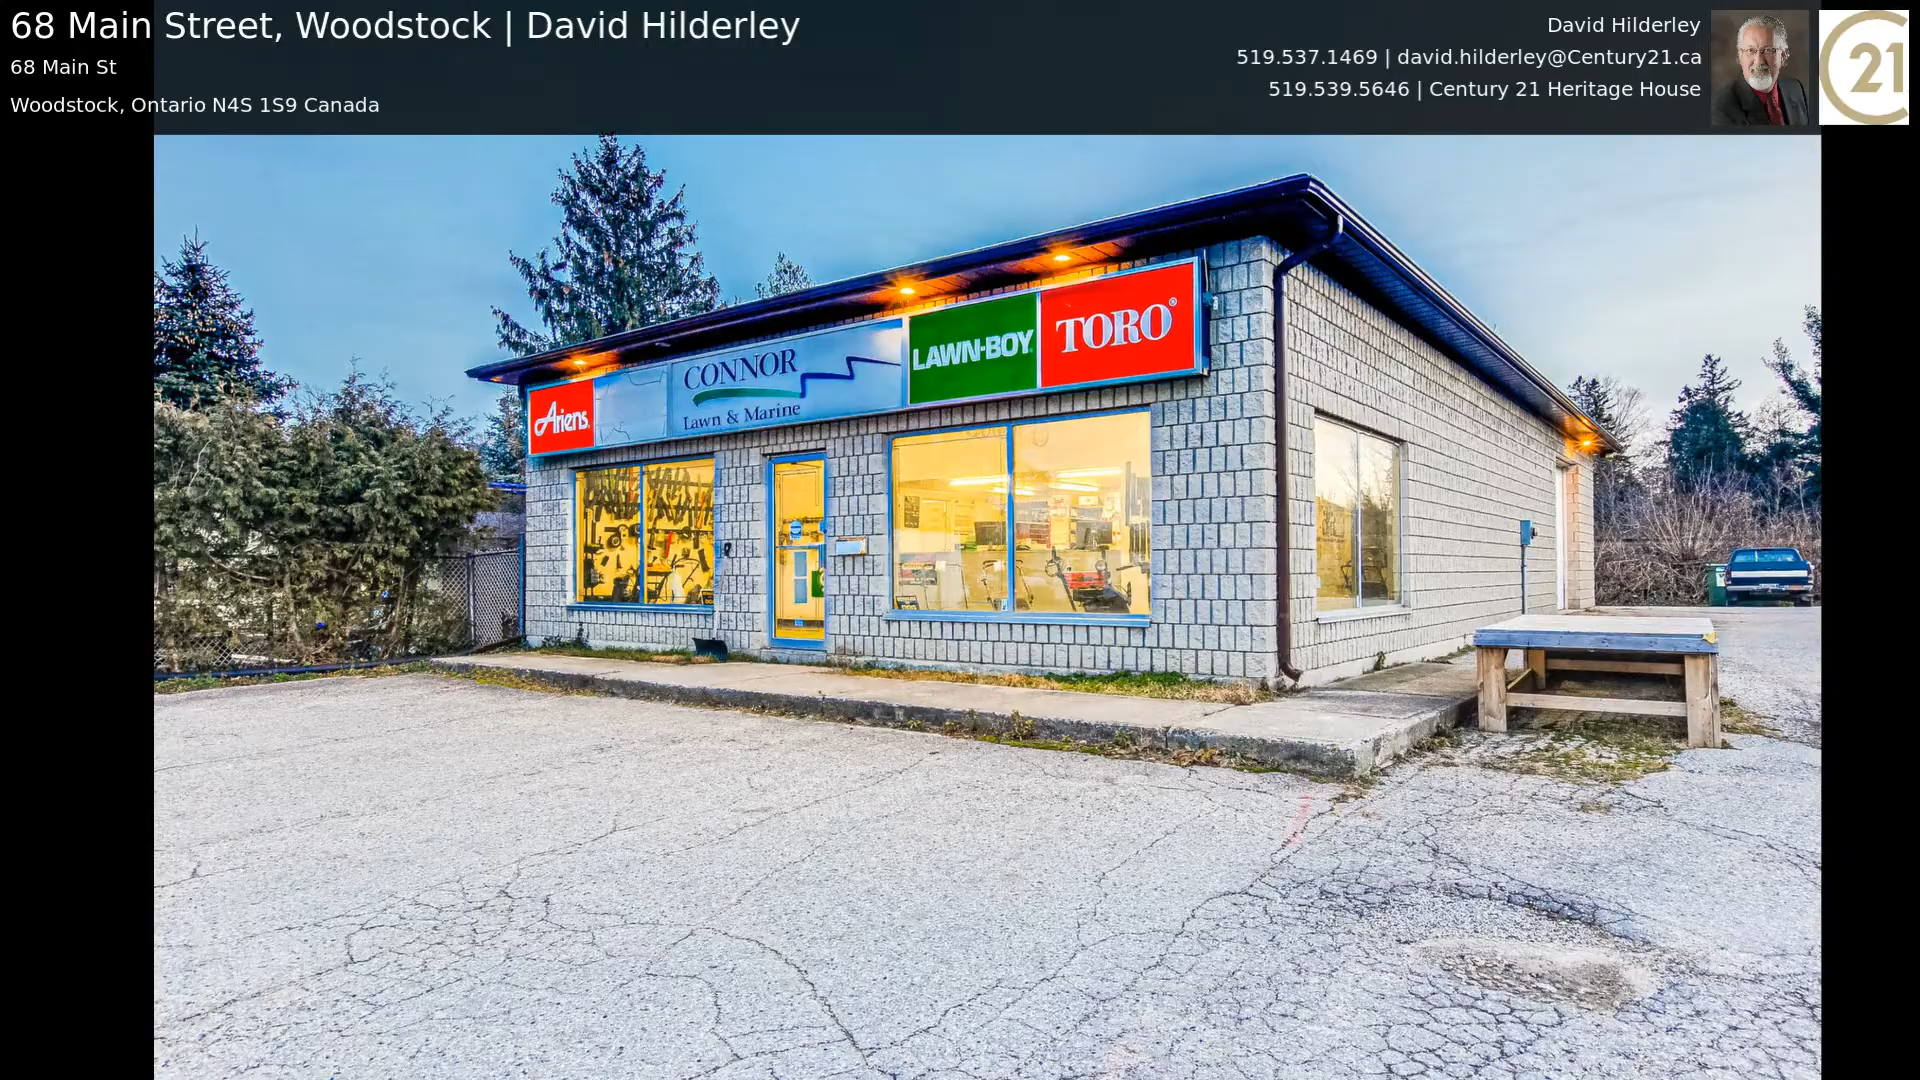 68 Main Street, Woodstock | David Hilderley
68 Main St
Woodstock, Ontario N4S 1S9 Canada
David Hilderley
519.537.1469 | david.hilderley@Century21.ca
519.539.5646 | Century 21 Heritage House
C21
Ariens
CONNOR
Lawn & Marine
LAWN-BOY
TORO®